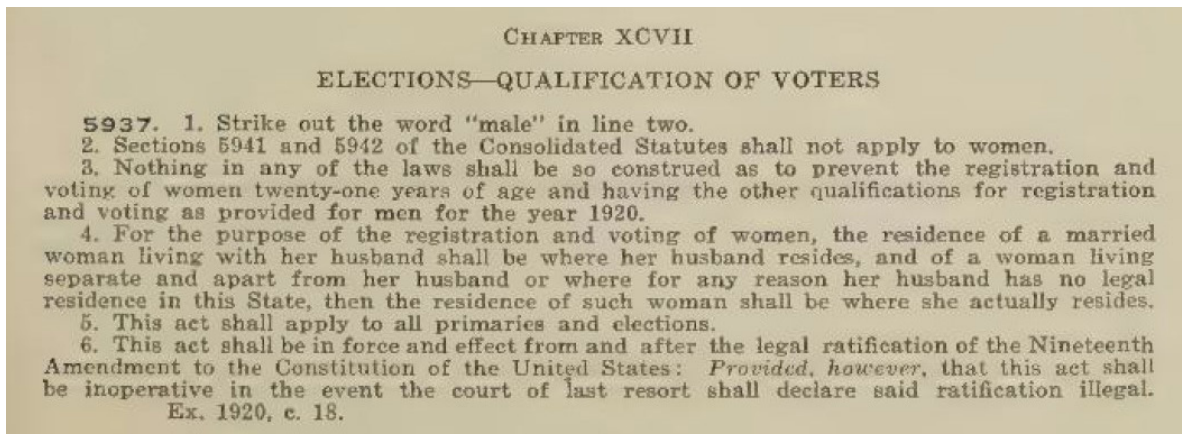 CHAPTER XCVII
ELECTIONS—QUALIFICATION OF VOTERS
5937. 1. Strike out the word "male" in line two.
2. Sections 5941 and 5942 of the Consolidated Statutes shall not apply to women.
3. Nothing in any of the laws shall be so construed as to prevent the registration and
voting of women twenty-one years of age and having the other qualifications for registration
and voting as provided for men for the year 1920.
4. For the purpose of the registration and voting of women, the residence of a married
woman living with her husband shall be where her husband resides, and of a woman living
separate and apart from her husband or where for any reason her husband has no legal
residence in this State, then the residence of such woman shall be where she actually resides.
5. This act shall apply to all primaries and elections.
6. This act shall be in force and effect from and after the legal ratification of the Nineteenth
Amendment to the Constitution of the United States: Provided, however, that this act shall
be inoperative in the event the court of last resort shall declare said ratification illegal.
Ex. 1920, c. 18.